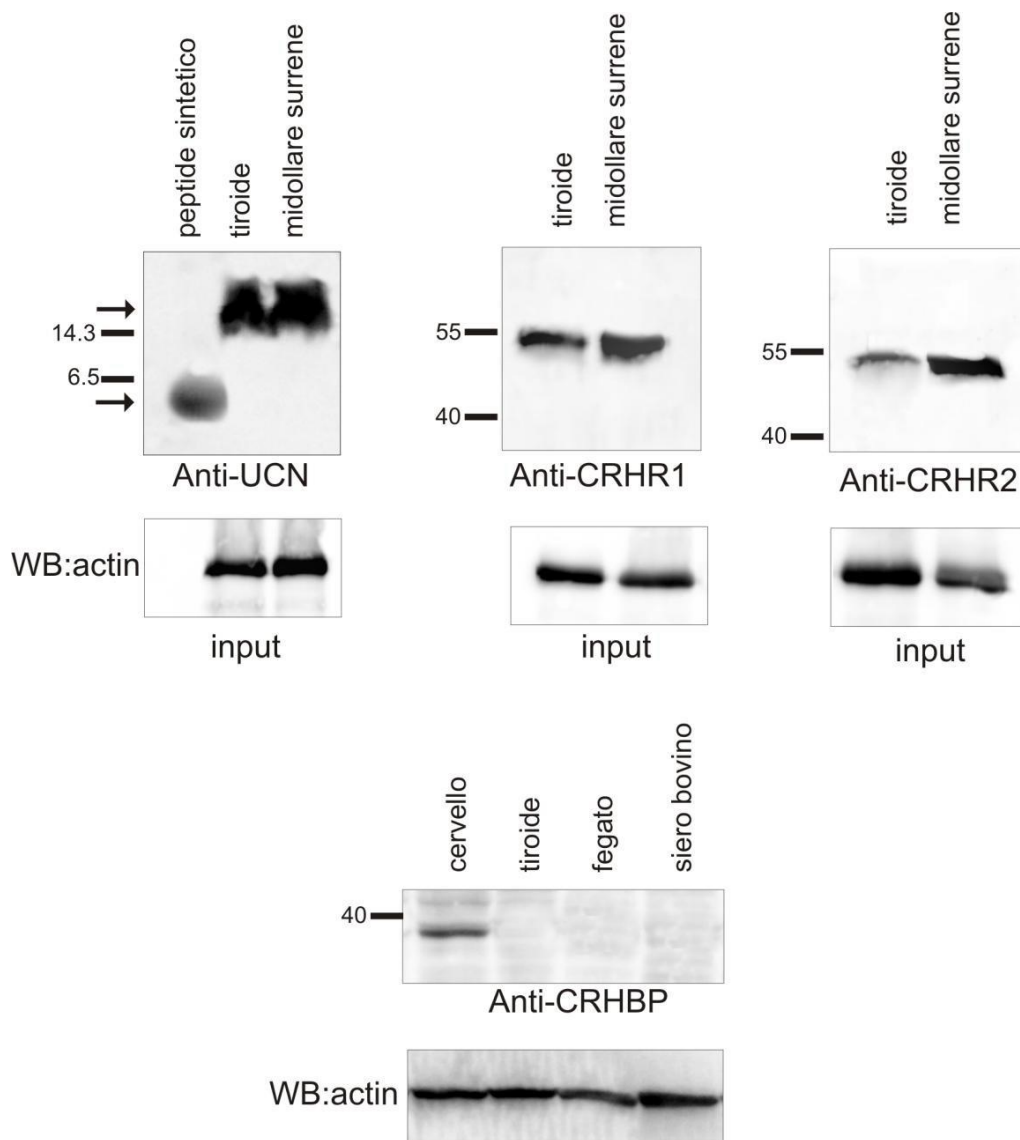 peptide sintetico
tiroide
midollare surrene
14.3
6.5
Anti-UCN
tiroide
midollare surrene
55
40
Anti-CRHR1
tiroide
midollare surrene
55
40
Anti-CRHR2
WB:actin
input
input
input
cervello
tiroide
fegato
siero bovino
40
Anti-CRHBP
WB:actin